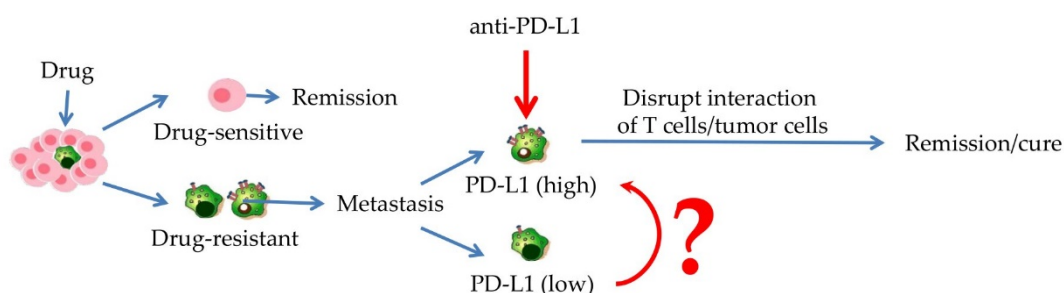 anti-PD-L1
Drug
Disrupt interaction
of T cells/tumor cells
Remission
Drug-sensitive
Remission/cure
PD-L1 (high)
Metastasis
Drug-resistant
?
PD-L1 (low)